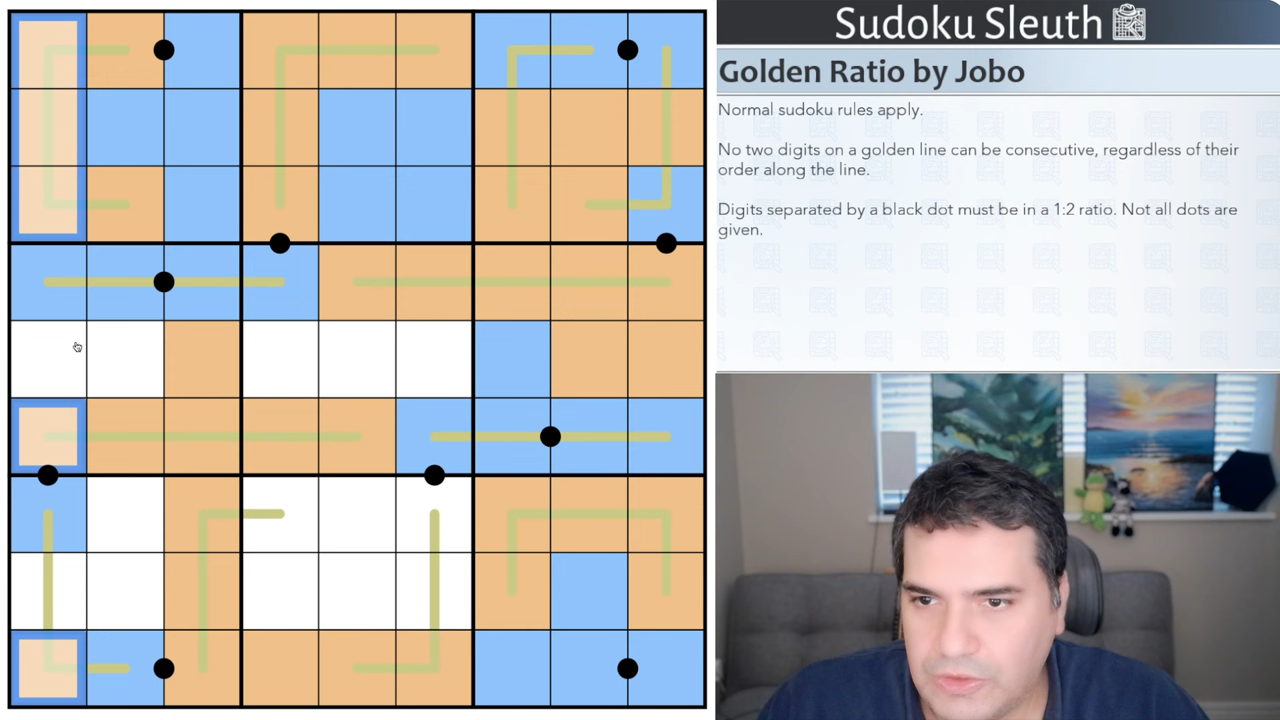 Sudoku Sleuth
Golden Ratio by Jobo
Normal sudoku rules apply.
No two digits on a golden line can be consecutive, regardless of their
order along the line.
Digits separated by a black dot must be in a 1:2 ratio. Not all dots are
given.